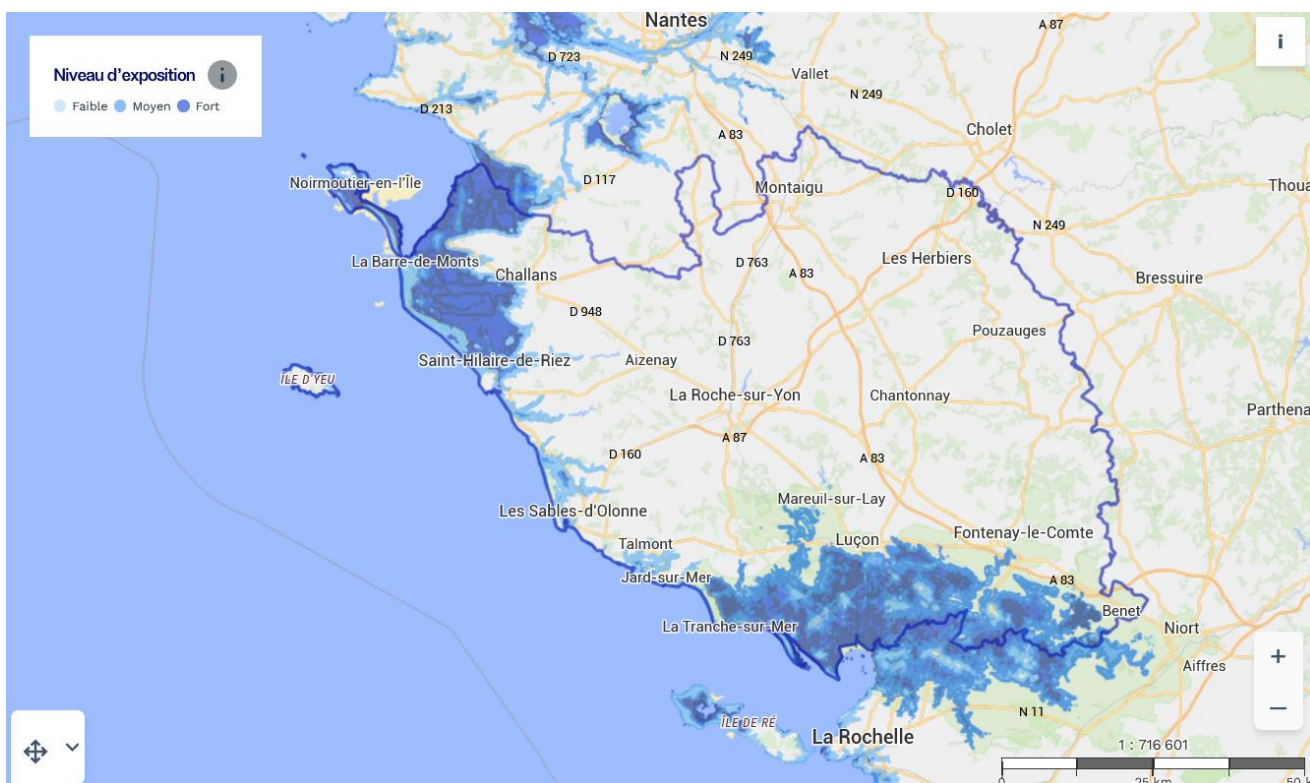 Nantes
A 87
i
Niveau d'exposition i
Faible Moyen Fort
D 723
N 249
Vallet
N 249
D 213
A 83
Cholet
Noirmoutier-en-l'Île
D 117
Montaigu
D 160
N 249
La Barre-de-Monts
Challans
D 763
A 83
Les Herbiers
Bressuire
D 948
Pouzauges
D 763
Saint-Hilaire-de-Riez
Aizenay
ÎLE D'YEU
La Roche-sur-Yon
Chantonnay
A 87
D 160
A 83
Mareuil-sur-Lay
Les Sables-d'Olonne
Luçon
Fontenay-le-Comte
Talmont
Jard-sur-Mer
A 83
Benet
La Tranche-sur-Mer
Niort
+
Aiffres
−
N 11
ÎLE DE RÉ
La Rochelle
1 : 716 601
0 25 km